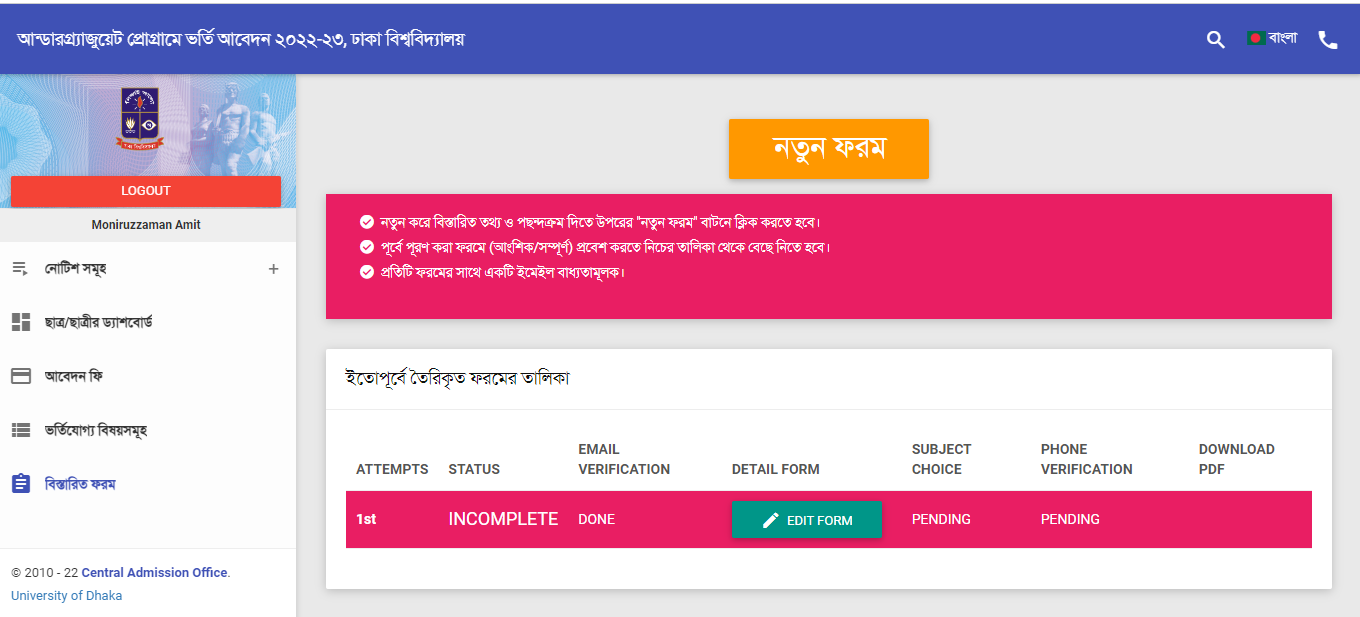 আন্ডারগ্র্যাজুয়েট প্রোগ্রামে ভর্তি আবেদন ২০২২-২৩, ঢাকা বিশ্ববিদ্যালয়
বাংলা
LOGOUT
Moniruzzaman Amit
নোটিশ সমূহ
ছাত্র/ছাত্রীর ড্যাশবোর্ড
আবেদন ফি
ভর্তিযোগ্য বিষয়সমূহ
বিস্তারিত ফরম
© 2010 - 22 Central Admission Office.
University of Dhaka
নতুন ফরম
নতুন করে বিস্তারিত তথ্য ও পছন্দক্রম দিতে উপরের "নতুন ফরম" বাটনে ক্লিক করতে হবে।
পূর্বে পূরণ করা ফরমে (আংশিক/সম্পূর্ণ) প্রবেশ করতে নিচের তালিকা থেকে বেছে নিতে হবে।
প্রতিটি ফরমের সাথে একটি ইমেইল বাধ্যতামূলক।
ইতোপূর্বে তৈরিকৃত ফরমের তালিকা
ATTEMPTS STATUS EMAIL VERIFICATION DETAIL FORM SUBJECT CHOICE PHONE VERIFICATION DOWNLOAD PDF
1st INCOMPLETE DONE EDIT FORM PENDING PENDING